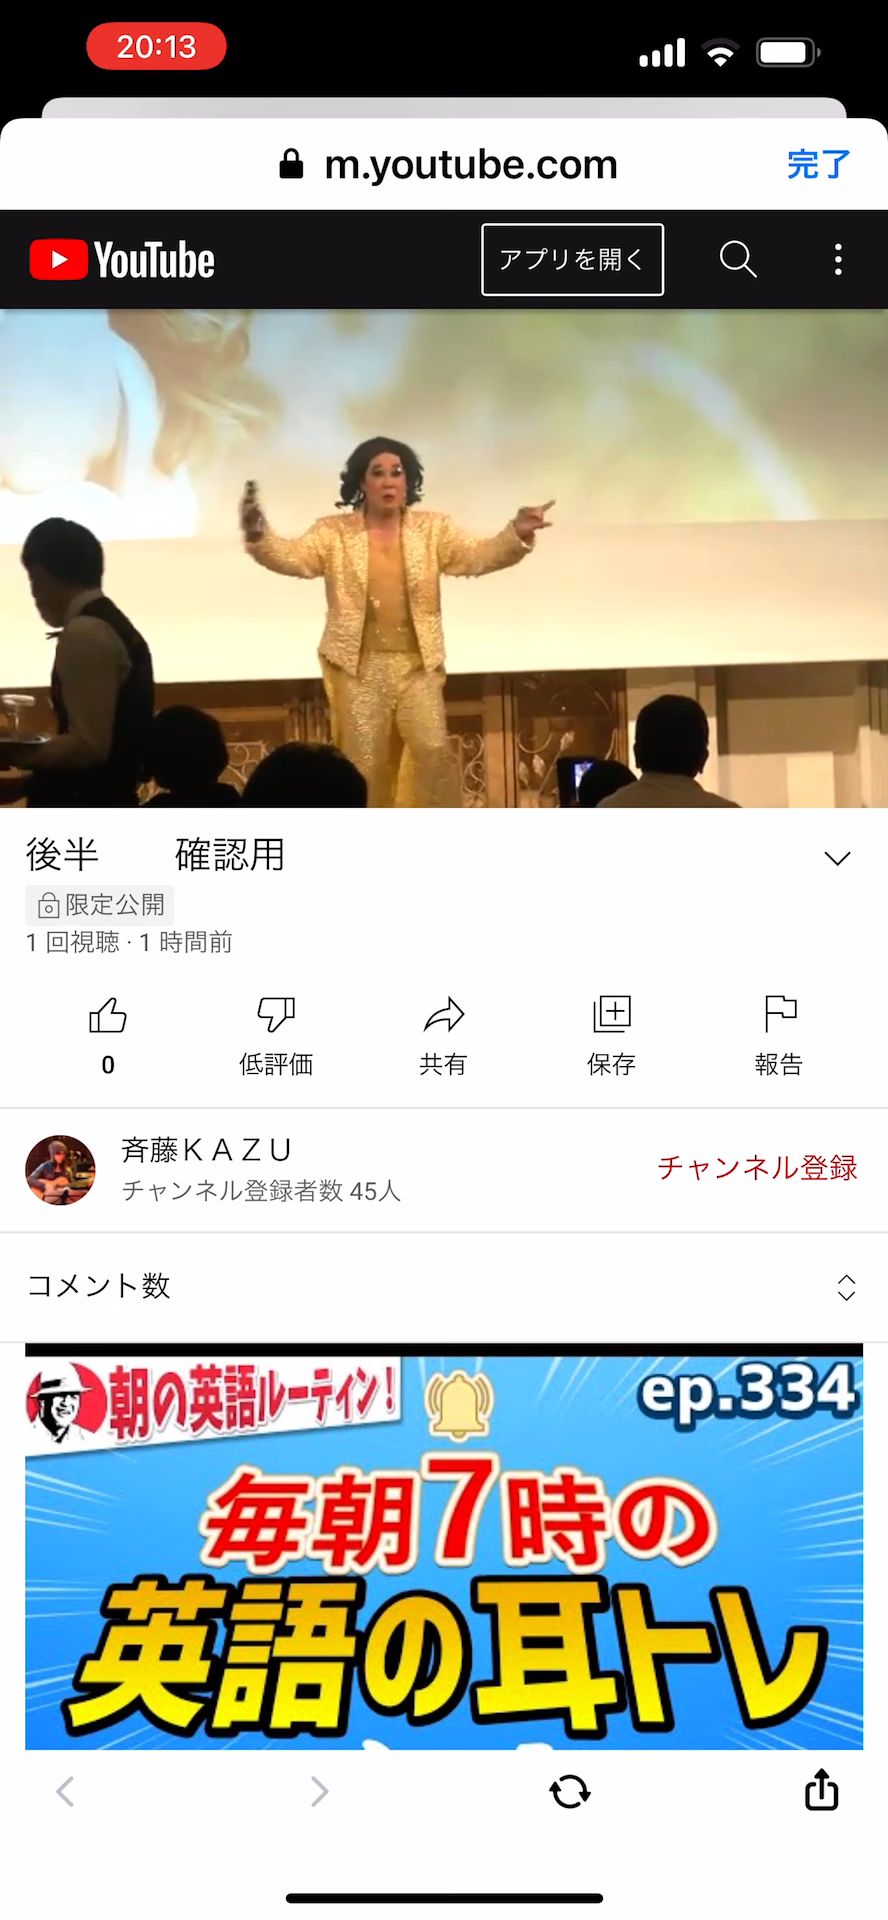 20:13
m.youtube.com
完了
YouTube
アプリを開く
後半　　確認用
限定公開
1 回視聴 · 1 時間前
0
低評価
共有
保存
報告
斉藤ＫＡＺＵ
チャンネル登録者数 45人
チャンネル登録
コメント数
朝の英語ルーティン！
ep.334
毎朝7時の
英語の耳トレ